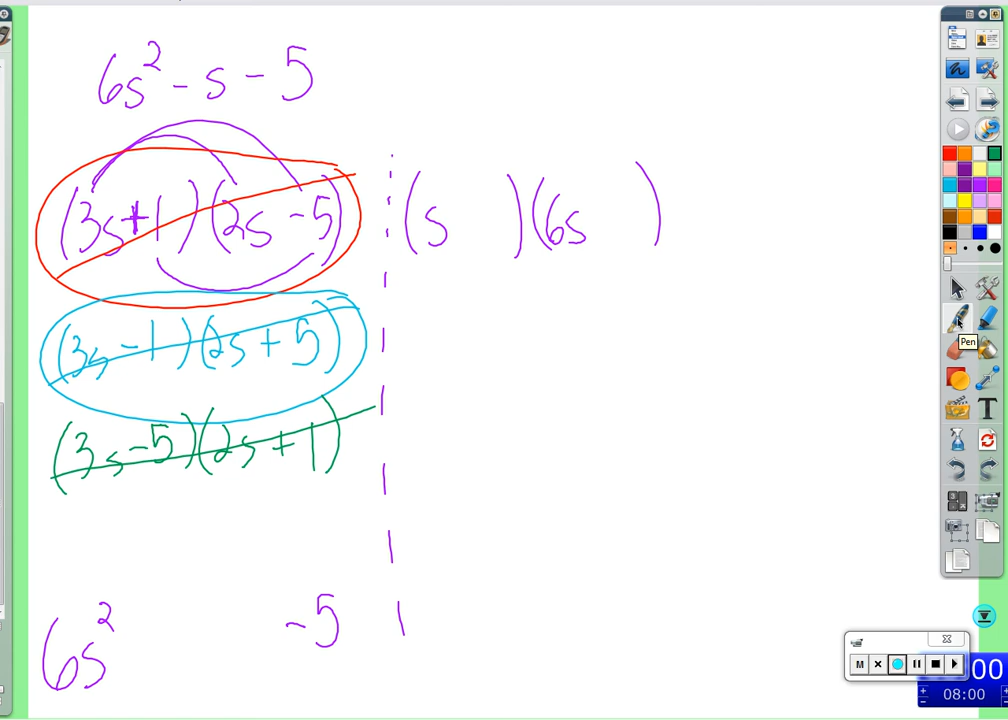 6s² - s - 5
(3s+1)(2s-5)
(s )(6s )
(3s-1)(2s+5)
(3s-5)(2s+1)
6s² -5
Pen
T
M
00
08:00